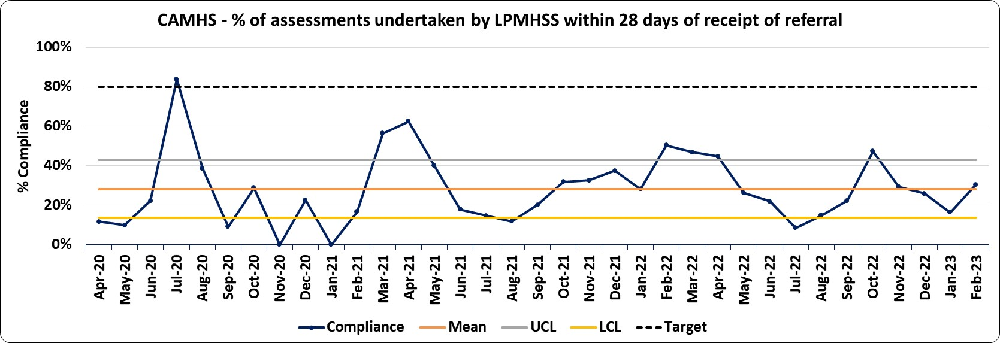 CAMHS - % of assessments undertaken by LPMHSS within 28 days of receipt of referral
100%
80%
60%
40%
20%
0%
% Compliance
Apr-20
May-20
Jun-20
Jul-20
Aug-20
Sep-20
Oct-20
Nov-20
Dec-20
Jan-21
Feb-21
Mar-21
Apr-21
May-21
Jun-21
Jul-21
Aug-21
Sep-21
Oct-21
Nov-21
Dec-21
Jan-22
Feb-22
Mar-22
Apr-22
May-22
Jun-22
Jul-22
Aug-22
Sep-22
Oct-22
Nov-22
Dec-22
Jan-23
Feb-23
Compliance Mean UCL LCL Target